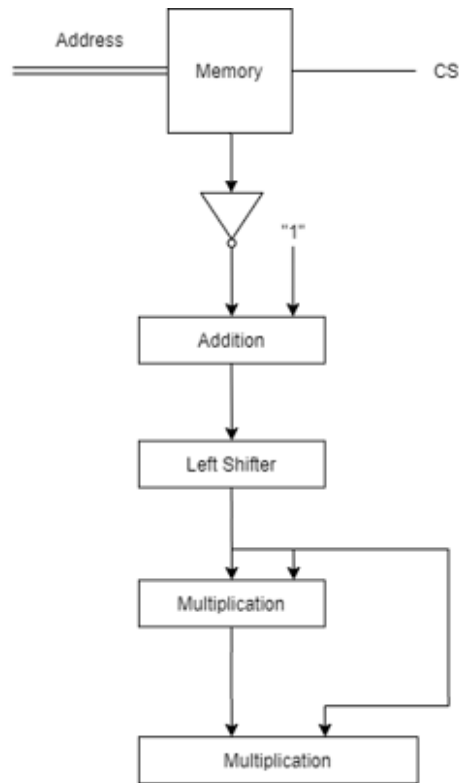 Address
Memory
CS
"1"
Addition
Left Shifter
Multiplication
Multiplication